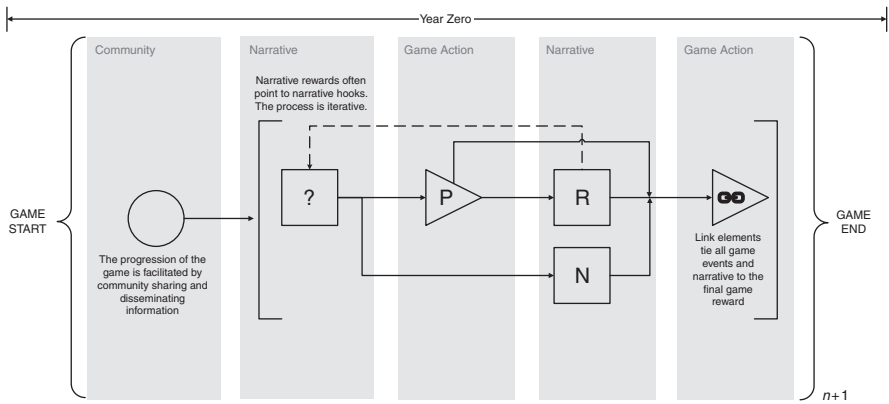 Year Zero
Community
Narrative
Game Action
Narrative
Game Action
Narrative rewards often
point to narrative hooks.
The process is iterative.
?
P
R
N
GAME
START
GAME
END
The progression of the
game is facilitated by
community sharing and
disseminating
information
Link elements
tie all game
events and
narrative to the
final game
reward
n+1